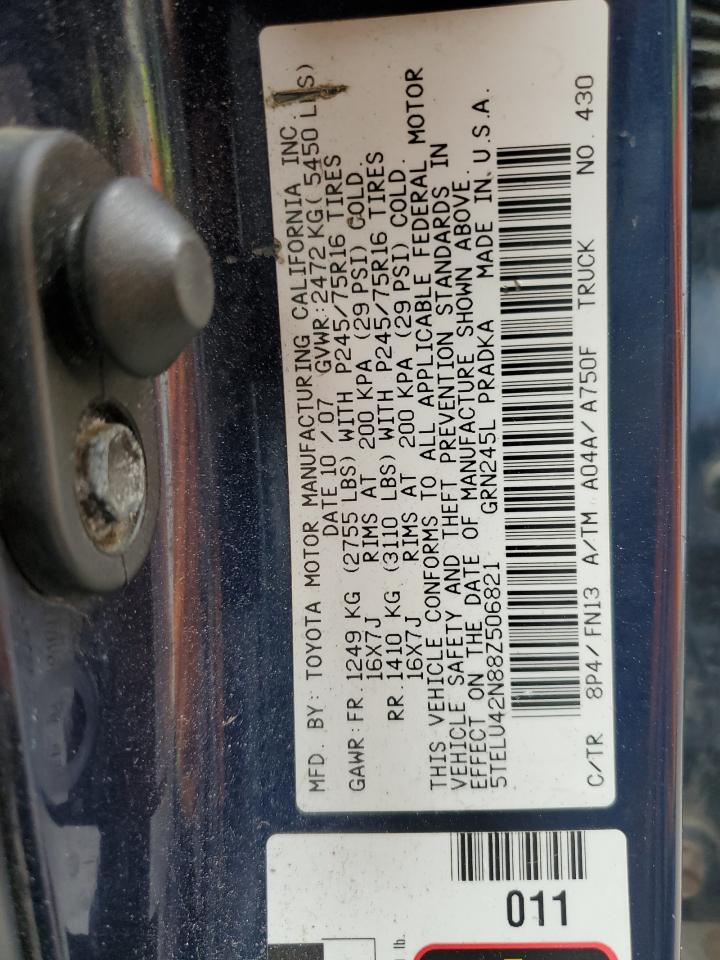 MFD. BY: TOYOTA MOTOR MANUFACTURING CALIFORNIA INC.
DATE 10 / 07 GVWR: 2472 KG( 5450 LBS)
GAWR: FR. 1249 KG (2755 LBS) WITH P245/75R16 TIRES
16X7J RIMS AT 200 KPA (29 PSI) COLD.
RR. 1410 KG (3110 LBS) WITH P245/75R16 TIRES
16X7J RIMS AT 200 KPA (29 PSI) COLD.
THIS VEHICLE CONFORMS TO ALL APPLICABLE FEDERAL MOTOR
VEHICLE SAFETY AND THEFT PREVENTION STANDARDS IN
EFFECT ON THE DATE OF MANUFACTURE SHOWN ABOVE.
5TELU42N88Z506821 GRN245L PRADKA MADE IN U.S.A.
C/TR 8P4/ FN13 A/TM A04A/ A750F TRUCK NO. 430
011
lb.